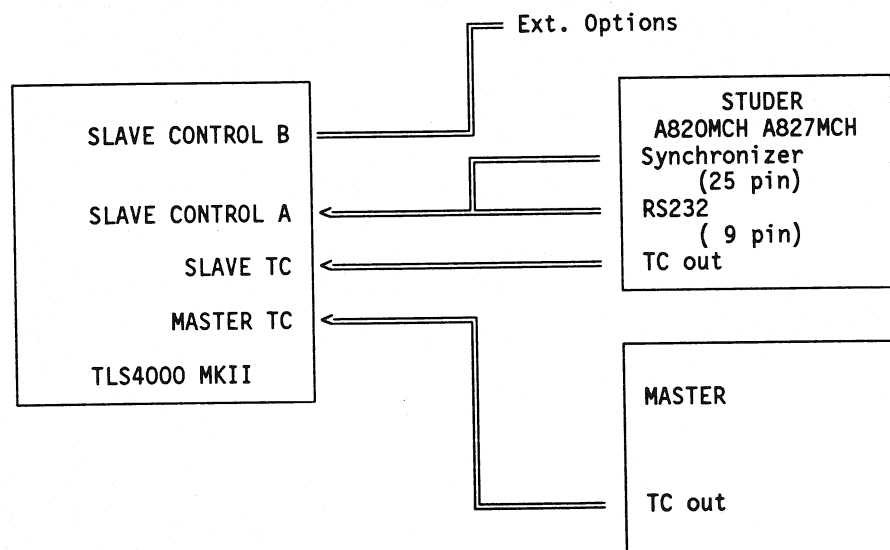 Ext. Options
SLAVE CONTROL B
SLAVE CONTROL A
SLAVE TC
MASTER TC
TLS4000 MKII
STUDER
A820MCH A827MCH
Synchronizer
(25 pin)
RS232
( 9 pin)
TC out
MASTER
TC out